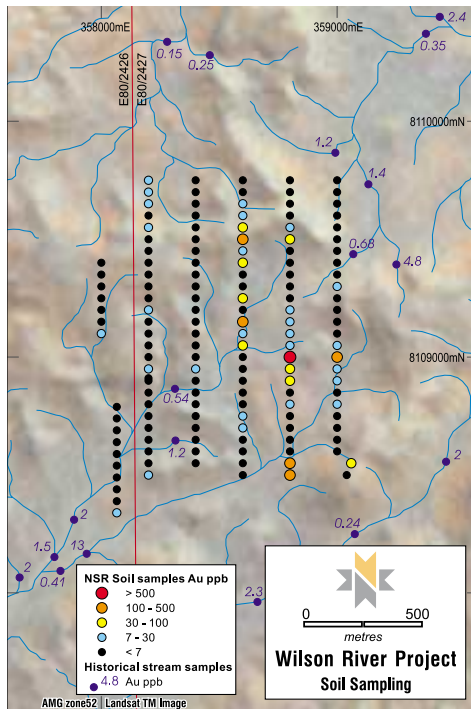 358000mE
359000mE
2.4
0.35
0.15
0.25
E80/2426
E80/2427
8110000mN
1.2
1.4
0.68
4.8
8109000mN
0.54
1.2
2
2
0.24
1.5
13
2
0.41
2.3
NSR Soil samples Au ppb
> 500
100 - 500
30 - 100
7 - 30
< 7
Historical stream samples
4.8 Au ppb
0 500
metres
Wilson River Project
Soil Sampling
AMG zone52 Landsat TM Image